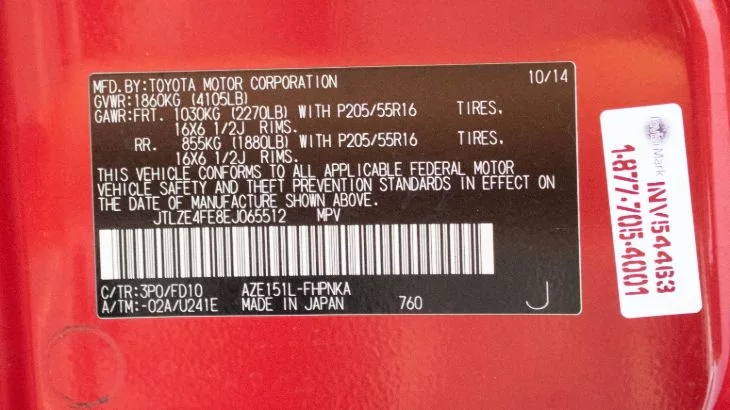 MFD.BY:TOYOTA MOTOR CORPORATION 10/14
GVWR:1860KG (4105LB)
GAWR:FRT. 1030KG (2270LB) WITH P205/55R16 TIRES.
16X6 1/2J RIMS.
RR. 855KG (1880LB) WITH P205/55R16 TIRES.
16X6 1/2J RIMS.
THIS VEHICLE CONFORMS TO ALL APPLICABLE FEDERAL MOTOR
VEHICLE SAFETY AND THEFT PREVENTION STANDARDS IN EFFECT ON
THE DATE OF MANUFACTURE SHOWN ABOVE.
JTLZE4FE8EJ065512 MPV
C/TR:3P0/FD10 AZE151L-FHPNKA
A/TM:-02A/U241E MADE IN JAPAN 760 J
Mark
INV154463
1-877-705-4001